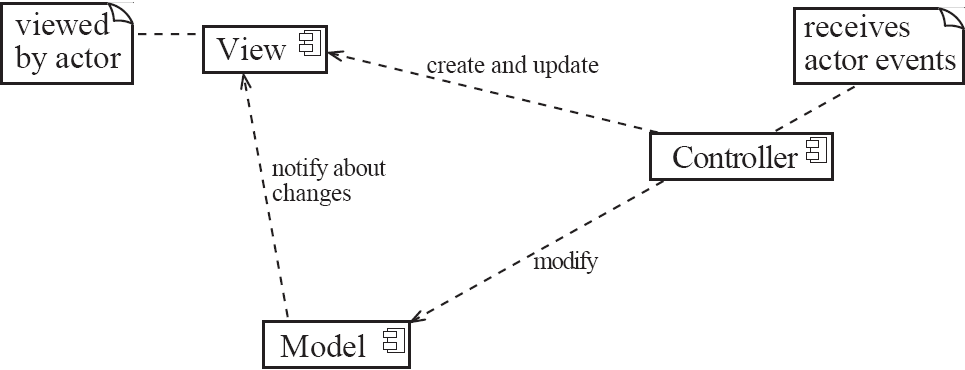 viewed
by actor
View
receives
actor events
create and update
Controller
notify about
changes
modify
Model